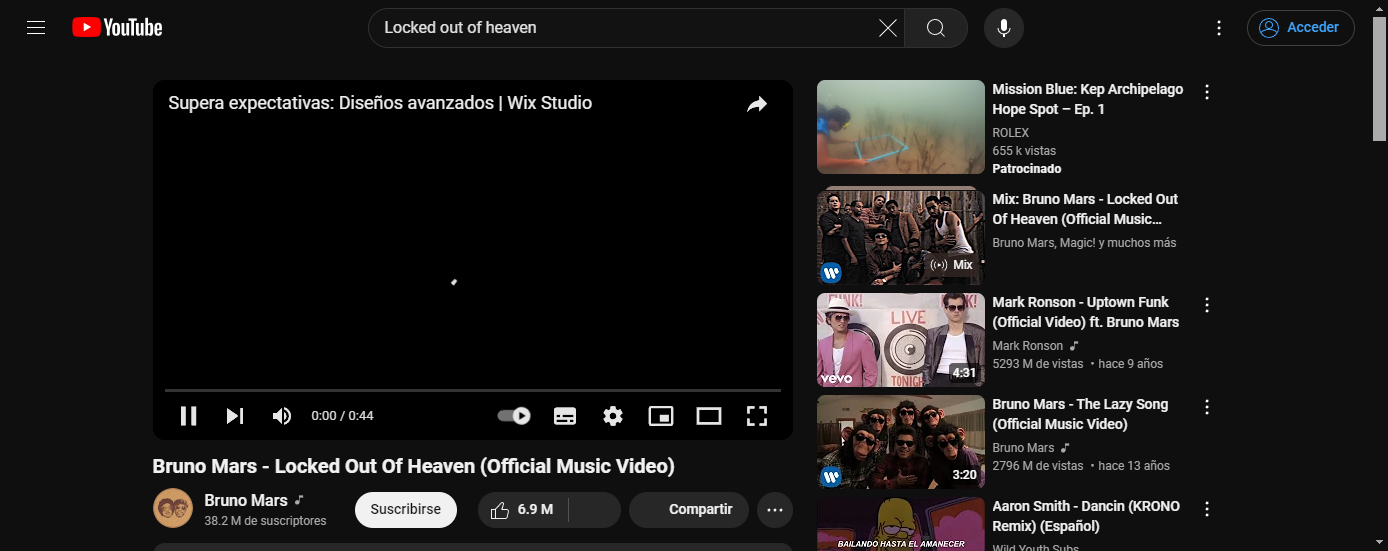 YouTube
Locked out of heaven
Acceder
Supera expectativas: Diseños avanzados | Wix Studio
0:00 / 0:44
Bruno Mars - Locked Out Of Heaven (Official Music Video)
Bruno Mars
38.2 M de suscriptores
Suscribirse
6.9 M
Compartir
Mission Blue: Kep Archipelago
Hope Spot – Ep. 1
ROLEX
655 k vistas
Patrocinado
Mix
Mix: Bruno Mars - Locked Out
Of Heaven (Official Music...
Bruno Mars, Magic! y muchos más
LIVE
TONIGH
vevo
4:31
Mark Ronson - Uptown Funk
(Official Video) ft. Bruno Mars
Mark Ronson
5293 M de vistas • hace 9 años
3:20
Bruno Mars - The Lazy Song
(Official Music Video)
Bruno Mars
2796 M de vistas • hace 13 años
BAILANDO HASTA EL AMANECER
Aaron Smith - Dancin (KRONO
Remix) (Español)
Wild Youth Subs